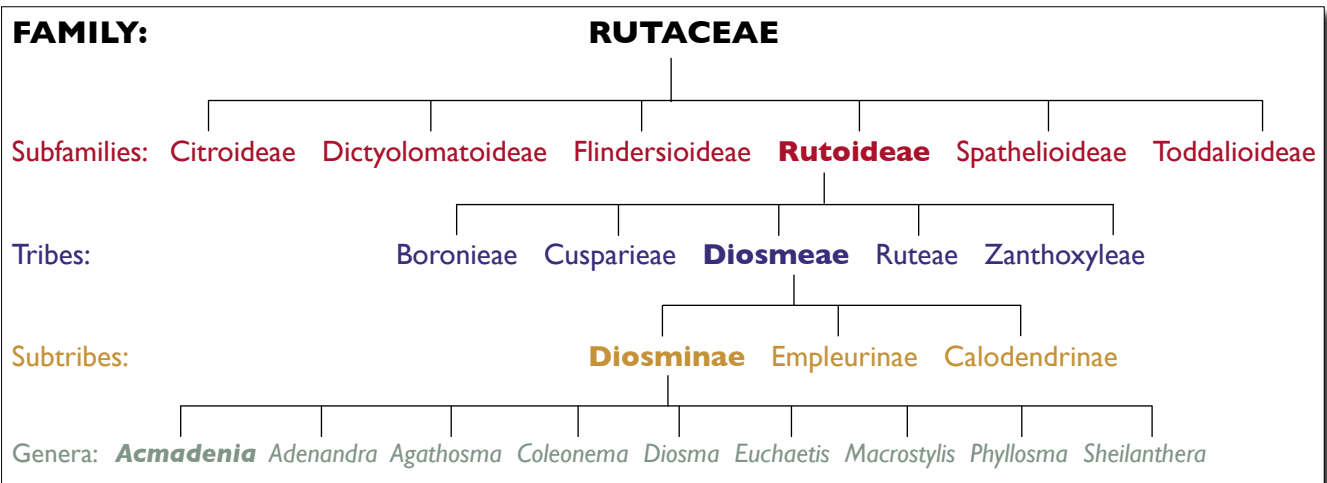 FAMILY: RUTACEAE
Subfamilies: Citroideae Dictyolomatoideae Flindersioideae Rutoideae Spathelioideae Toddalioideae
Tribes: Boronieae Cusparieae Diosmeae Ruteae Zanthoxyleae
Subtribes: Diosminae Empleurinae Calodendrinae
Genera: Acmadenia Adenandra Agathosma Coleonema Diosma Euchaetis Macrostylis Phyllosma Sheilanthera